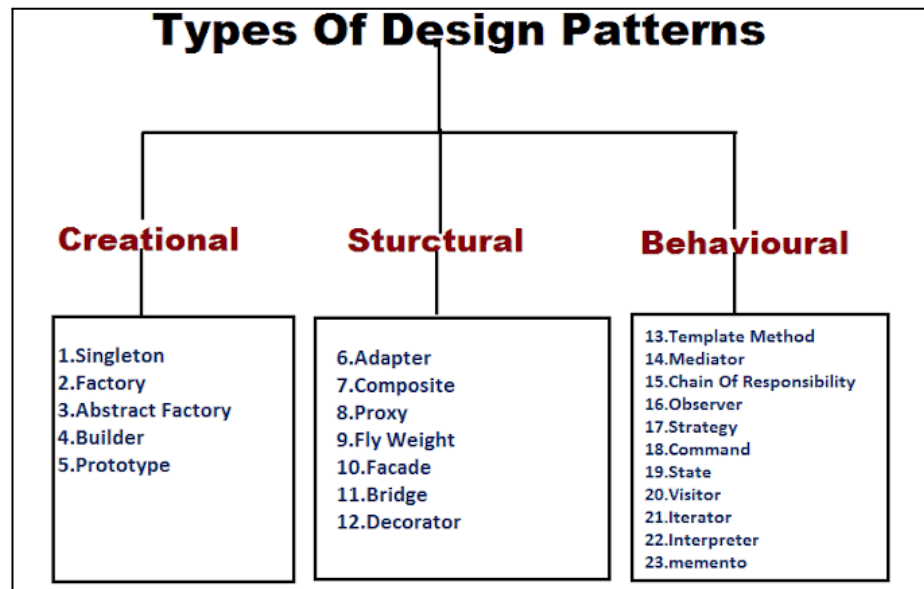 Types Of Design Patterns
Creational
Sturctural
Behavioural
1.Singleton
2.Factory
3.Abstract Factory
4.Builder
5.Prototype
6.Adapter
7.Composite
8.Proxy
9.Fly Weight
10.Facade
11.Bridge
12.Decorator
13.Template Method
14.Mediator
15.Chain Of Responsibility
16.Observer
17.Strategy
18.Command
19.State
20.Visitor
21.Iterator
22.Interpreter
23.memento